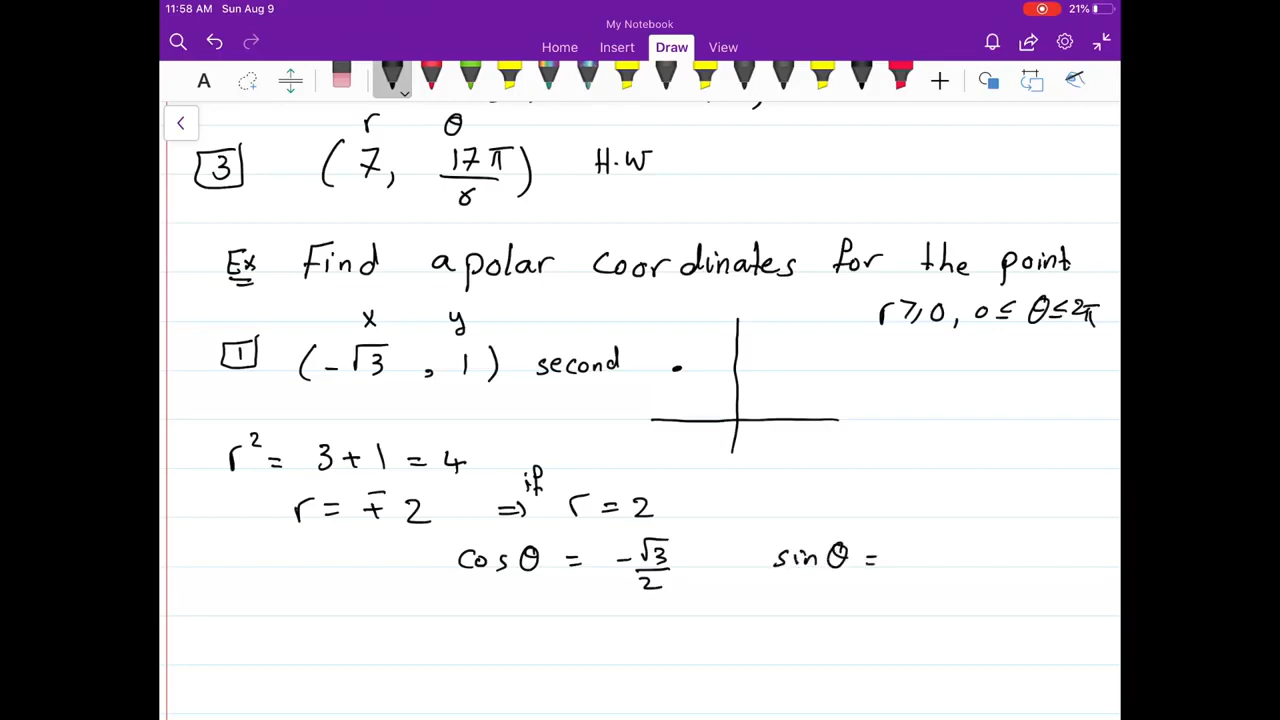 11:58 AM Sun Aug 9
21%
My Notebook
Home Insert Draw View
A
r θ
3 (7, 17π/8) H.W
Ex Find a polar coordinates for the point
r ≥ 0, 0 ≤ θ ≤ 2π
x y
1 (-√3 , 1) second
r² = 3 + 1 = 4
r = ∓ 2 ⇒ if r = 2
cos θ = -√3/2 sin θ =